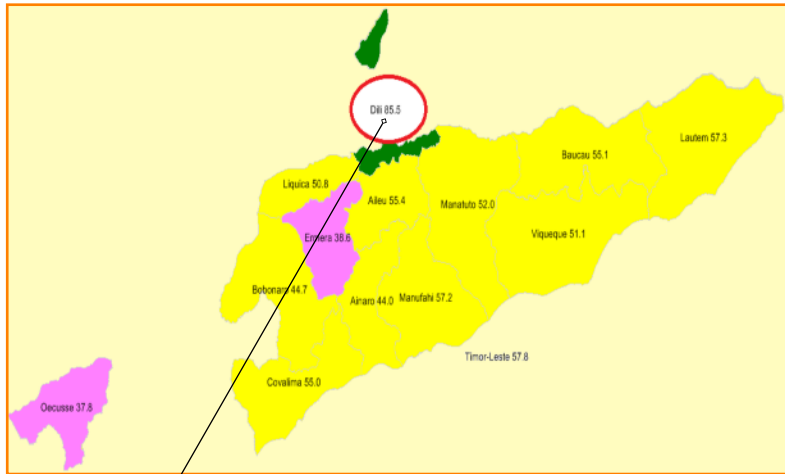 Dili 85.5
Lautem 57.3
Baucau 55.1
Liquica 50.8
Aileu 55.4
Manatuto 52.0
Viqueque 51.1
Ermera 38.6
Bobonaro 44.7
Ainaro 44.0
Manufahi 57.2
Timor-Leste 57.8
Covalima 55.0
Oecusse 37.8